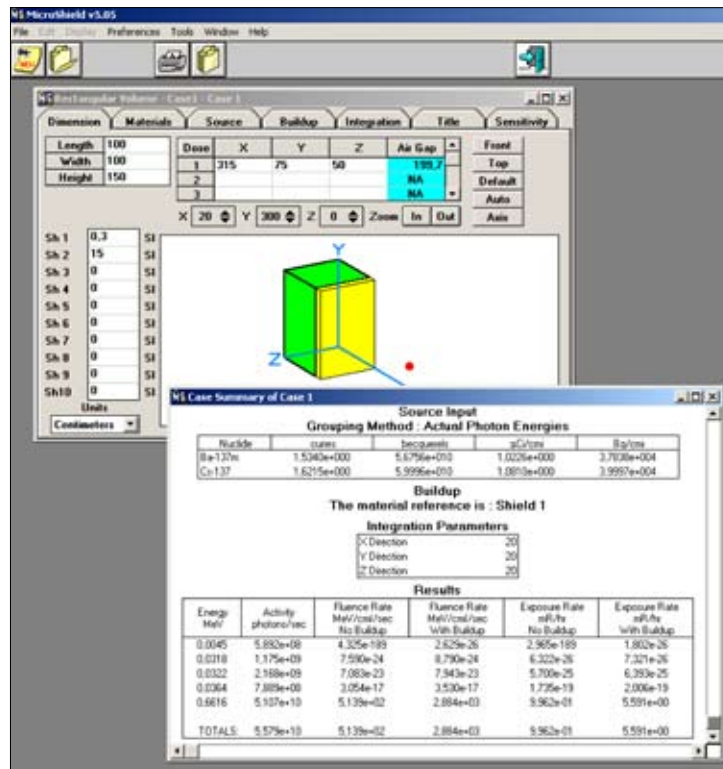 MicroShield v5.05
File Edit Display Preferences Tools Window Help
Rectangular Volume - Case1 - Case 1
Dimension Materials Source Buildup Integration Title Sensitivity
Length 100
Width 100
Height 150
Dose X Y Z Air Gap
1 315 75 50 199,7
2 NA
3 NA
Front
Top
Default
Auto
Axis
X 20 Y 300 Z 0 Zoom In Out
Sh 1 0,3 SI
Sh 2 15 SI
Sh 3 0 SI
Sh 4 0 SI
Sh 5 0 SI
Sh 6 0 SI
Sh 7 0 SI
Sh 8 0 SI
Sh 9 0 SI
Sh10 0 SI
Units
Centimeters
Y
Z
Case Summary of Case 1
Source Input
Grouping Method : Actual Photon Energies
Nuclide curies becquerels µCi/cm³ Bq/cm³
Ba-137m 1.5340e+000 5.6756e+010 1.0226e+000 3.7838e+004
Cs-137 1.6215e+000 5.9996e+010 1.0810e+000 3.9997e+004
Buildup
The material reference is : Shield 1
Integration Parameters
X Direction 20
Y Direction 20
Z Direction 20
Results
Energy Activity Fluence Rate Fluence Rate Exposure Rate Exposure Rate
MeV photons/sec MeV/cm²/sec MeV/cm²/sec mR/hr mR/hr
No Buildup With Buildup No Buildup With Buildup
0.0045 5,892e+08 4,325e-189 2,629e-26 2,965e-189 1,802e-26
0.0318 1,175e+09 7,590e-24 8,790e-24 6,322e-26 7,321e-26
0.0322 2,168e+09 7,083e-23 7,943e-23 5,700e-25 6,393e-25
0.0364 7,889e+08 3,054e-17 3,530e-17 1,735e-19 2,006e-19
0.6616 5,107e+10 5,139e+02 2,884e+03 9,962e-01 5,591e+00
TOTALS: 5,579e+10 5,139e+02 2,884e+03 9,962e-01 5,591e+00